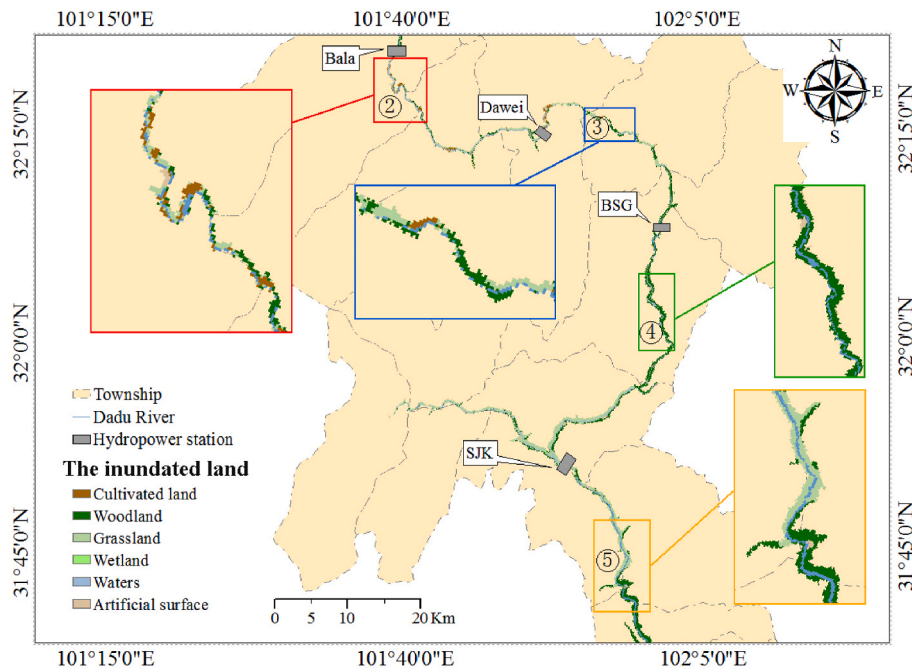 101°15'0"E 101°40'0"E 102°5'0"E
N
W E
S
Bala
②
Dawei
③
32°15'0"N
32°15'0"N
BSG
④
32°0'0"N
32°0'0"N
Township
Dadu River
Hydropower station
SJK
The inundated land
Cultivated land
Woodland
Grassland
Wetland
Waters
Artificial surface
⑤
31°45'0"N
31°45'0"N
0 5 10 20 Km
101°15'0"E 101°40'0"E 102°5'0"E